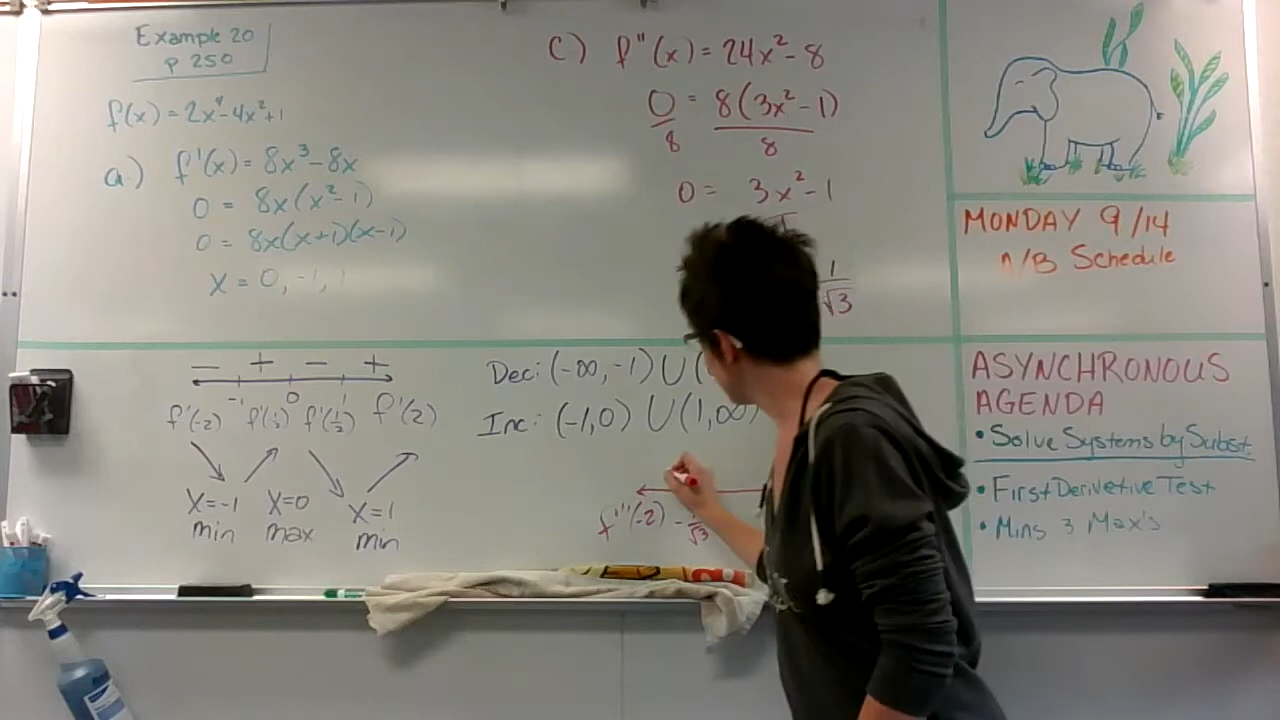 Example 20
p 250
f(x) = 2x⁴-4x²+1
a) f'(x) = 8x³-8x
0 = 8x(x²-1)
0 = 8x(x+1)(x-1)
x = 0, -1, 1
− + − +
-1 0 1
f'(-2) f'(½) f'(½) f'(2)
x=-1 x=0 x=1
min max min
C) f''(x) = 24x²-8
0 = 8(3x²-1)
8 8
0 = 3x²-1
1
√3
Dec: (-∞, -1) U (
Inc: (-1,0) U (1,∞)
f'''(-2) -1/√3
MONDAY 9/14
A/B Schedule
ASYNCHRONOUS
AGENDA
• Solve Systems by Subst.
• First Derivetive Test
• Mins & Max's